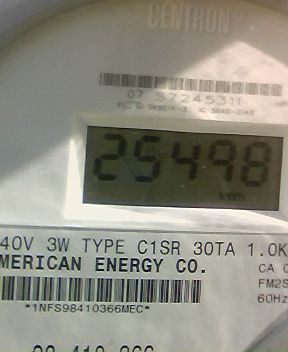 CENTRON
07 57245311
25498
kWh
40V 3W TYPE C1SR 30TA 1.0K
MERICAN ENERGY CO.
CA 0
FM2S
60Hz
*1NFS98410366MEC*